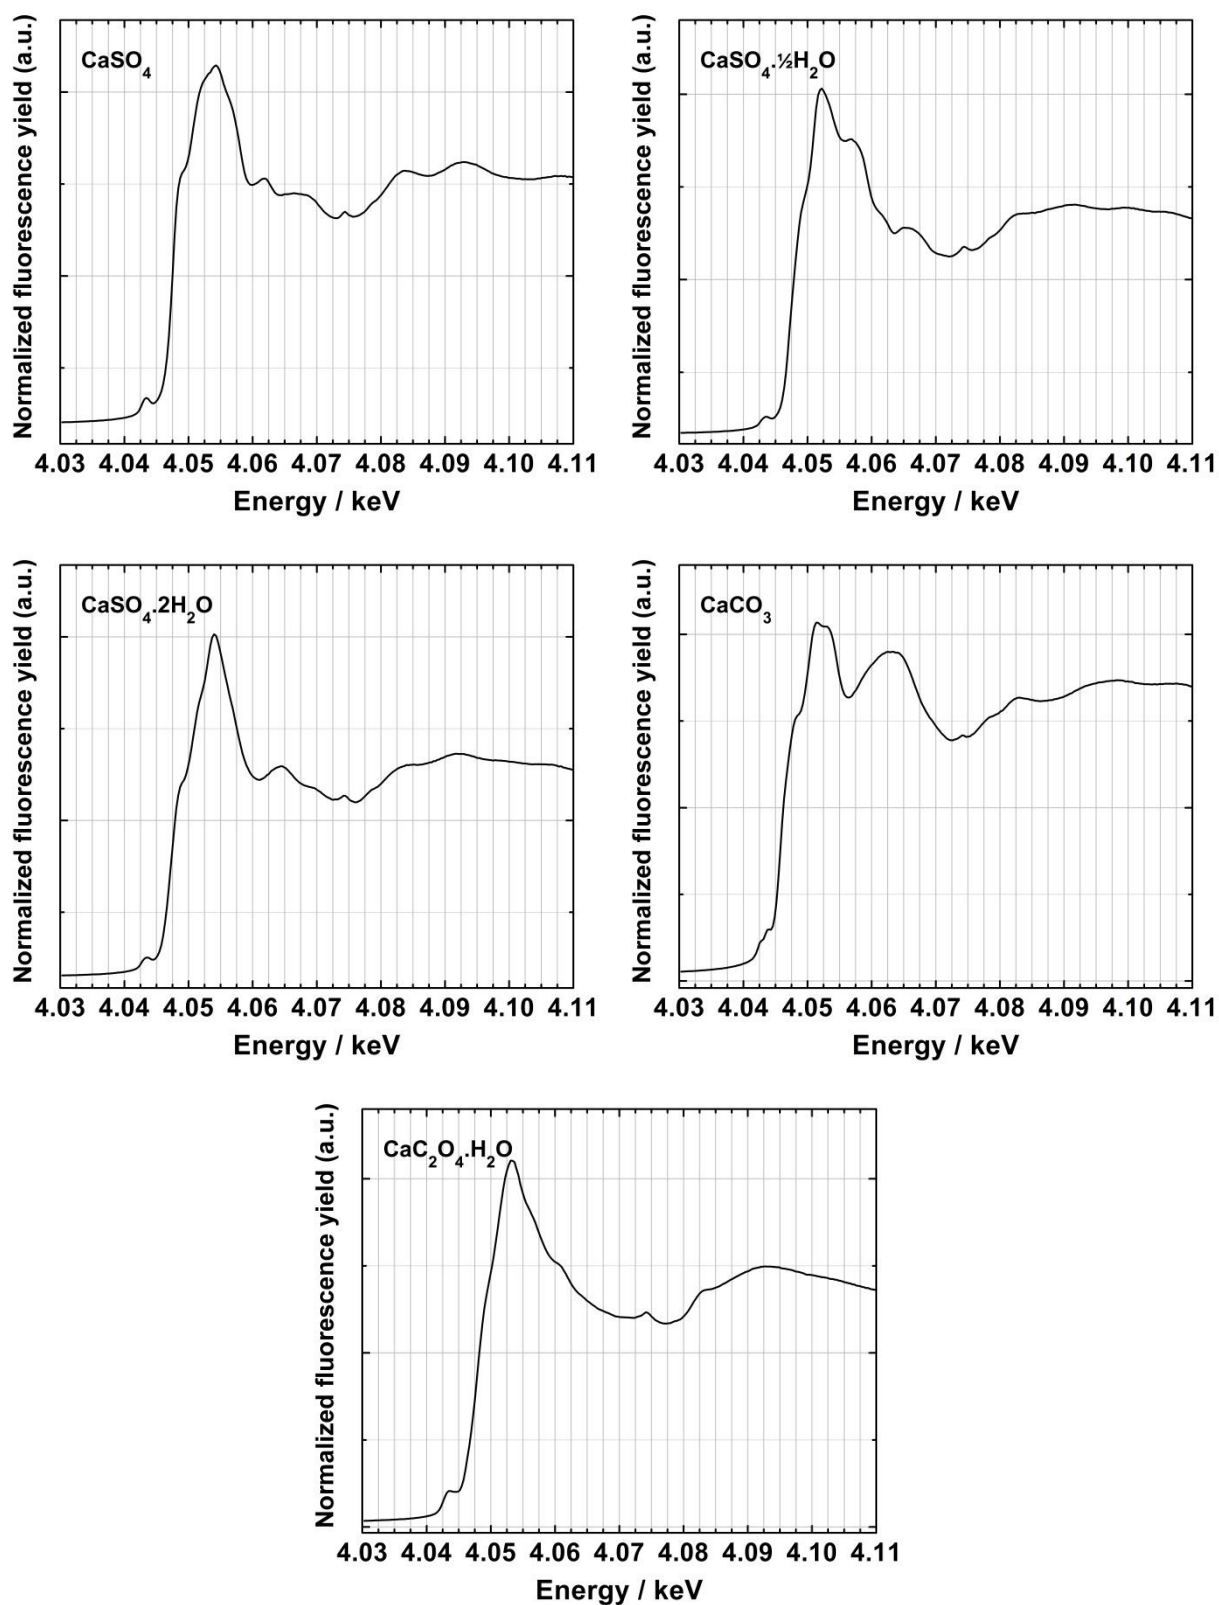 Normalized fluorescence yield (a.u.)
CaSO₄
4.03 4.04 4.05 4.06 4.07 4.08 4.09 4.10 4.11
Energy / keV
Normalized fluorescence yield (a.u.)
CaSO₄.½H₂O
4.03 4.04 4.05 4.06 4.07 4.08 4.09 4.10 4.11
Energy / keV
Normalized fluorescence yield (a.u.)
CaSO₄.2H₂O
4.03 4.04 4.05 4.06 4.07 4.08 4.09 4.10 4.11
Energy / keV
Normalized fluorescence yield (a.u.)
CaCO₃
4.03 4.04 4.05 4.06 4.07 4.08 4.09 4.10 4.11
Energy / keV
Normalized fluorescence yield (a.u.)
CaC₂O₄.H₂O
4.03 4.04 4.05 4.06 4.07 4.08 4.09 4.10 4.11
Energy / keV